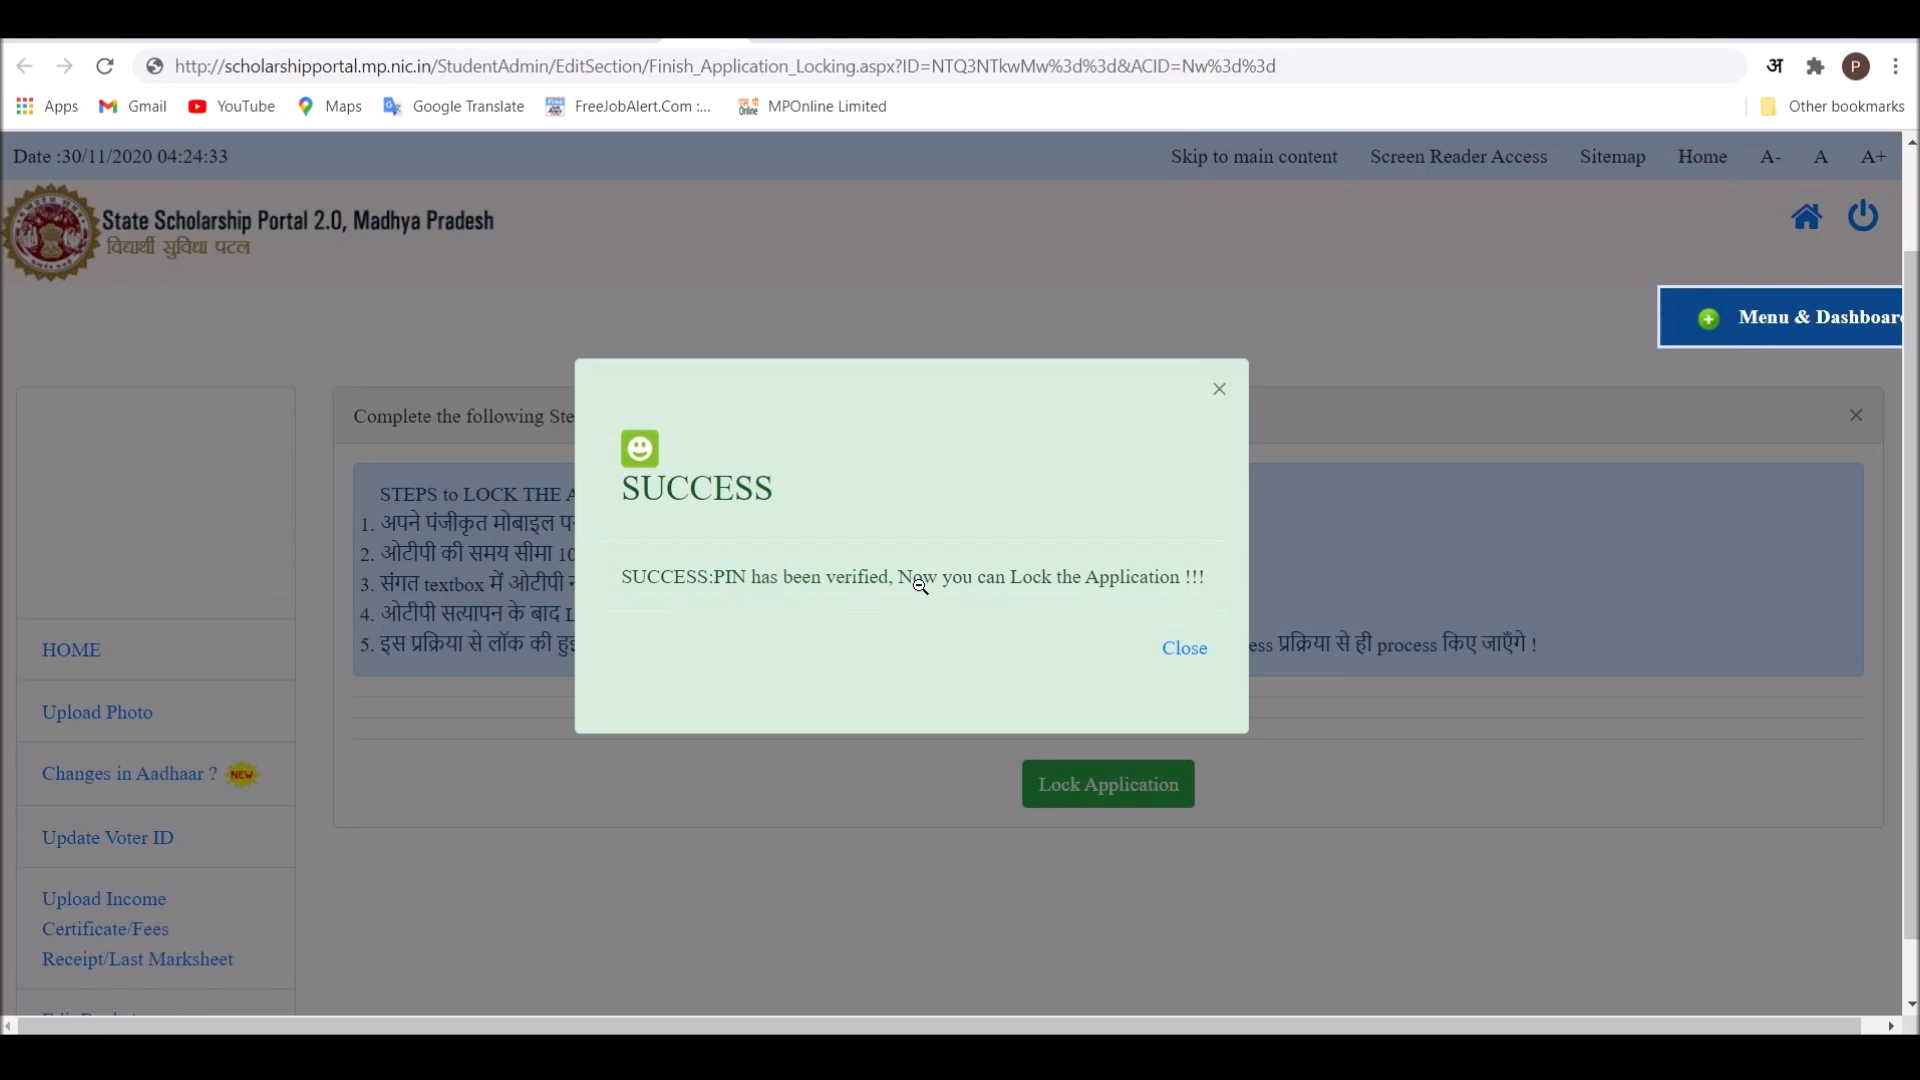 http://scholarshipportal.mp.nic.in/StudentAdmin/EditSection/Finish_Application_Locking.aspx?ID=NTQ3NTkwMw%3d%3d&ACID=Nw%3d%3d
अ
P
Apps Gmail YouTube Maps Google Translate FreeJobAlert.Com :... MPOnline Limited Other bookmarks
Date :30/11/2020 04:24:33 Skip to main content Screen Reader Access Sitemap Home A- A A+
State Scholarship Portal 2.0, Madhya Pradesh
विद्यार्थी सुविधा पटल
Menu & Dashboar
Complete the following Ste
SUCCESS
STEPS to LOCK THE A
1. अपने पंजीकृत मोबाइल प
2. ओटीपी की समय सीमा 10
3. संगत textbox में ओटीपी
4. ओटीपी सत्यापन के बाद L
5. इस प्रक्रिया से लॉक की ess प्रक्रिया से ही process किए जाएँगे !
SUCCESS:PIN has been verified, Now you can Lock the Application !!!
Close
Lock Application
HOME
Upload Photo
Changes in Aadhaar ? NEW
Update Voter ID
Upload Income
Certificate/Fees
Receipt/Last Marksheet